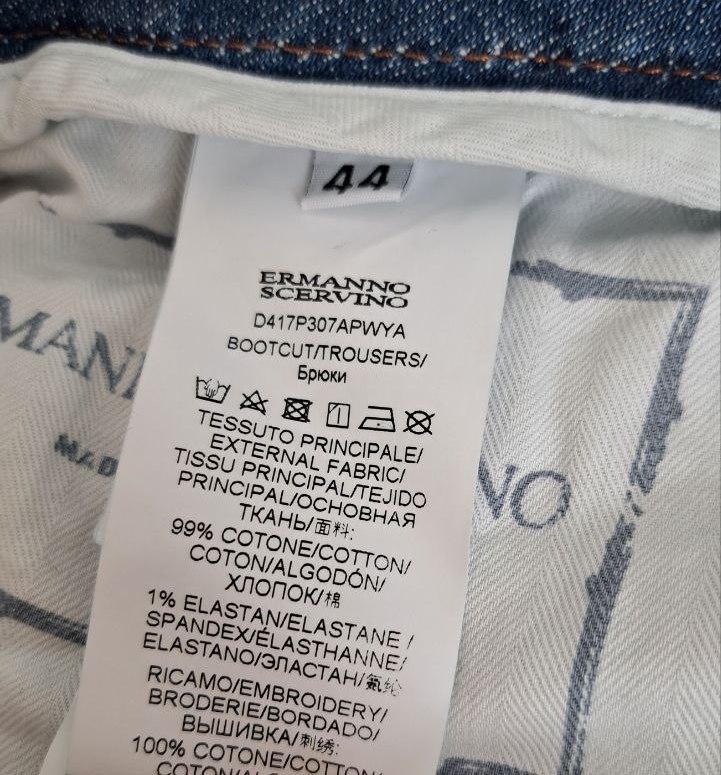 44
ERMANNO
SCERVINO
D417P307APWYA
BOOTCUT/TROUSERS/
Брюки
TESSUTO PRINCIPALE/
EXTERNAL FABRIC/
TISSU PRINCIPAL/TEJIDO
PRINCIPAL/ОСНОВНАЯ
ТКАНЬ/面料:
99% COTONE/COTTON/
COTON/ALGODÓN/
ХЛОПОК/棉
1% ELASTAN/ELASTANE /
SPANDEX/ÉLASTHANNE/
ELASTANO/ЭЛАСТАН/氨纶
RICAMO/EMBROIDERY/
BRODERIE/BORDADO/
ВЫШИВКА/刺绣:
100% COTONE/COTTON/